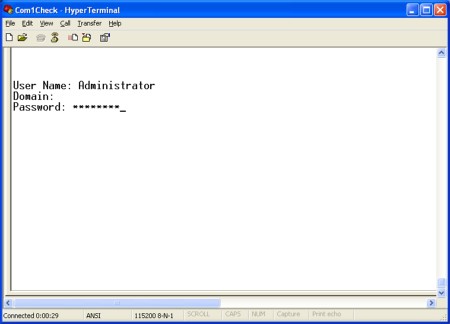 Com1Check - HyperTerminal
File Edit View Call Transfer Help
User Name: Administrator
Domain:
Password: ********_
Connected 0:00:29 ANSI 115200 8-N-1 SCROLL CAPS NUM Capture Print echo